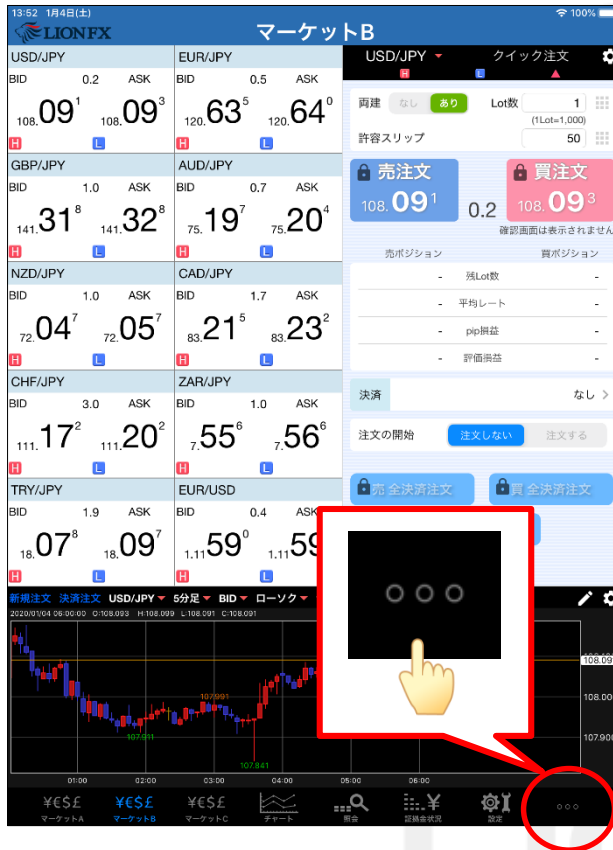 13:52 1月4日(土)
100%
LION FX
マーケットB
USD/JPY
BID 0.2 ASK
108.09¹ 108.09³
H L
EUR/JPY
BID 0.5 ASK
120.63⁵ 120.64⁰
H L
GBP/JPY
BID 1.0 ASK
141.31⁸ 141.32⁸
H L
AUD/JPY
BID 0.7 ASK
75.19⁷ 75.20⁴
H L
NZD/JPY
BID 1.0 ASK
72.04⁷ 72.05⁷
H L
CAD/JPY
BID 1.7 ASK
83.21⁵ 83.23²
H L
CHF/JPY
BID 3.0 ASK
111.17² 111.20²
H L
ZAR/JPY
BID 1.0 ASK
7.55⁶ 7.56⁶
H L
TRY/JPY
BID 1.9 ASK
18.07⁸ 18.09⁷
H L
EUR/USD
BID 0.4 ASK
1.1159⁰ 1.1159
H L
USD/JPY クイック注文
H L
両建 なし あり Lot数 1
(1Lot=1,000)
許容スリップ 50
売注文 買注文
108.09¹ 0.2 108.09³
確認画面は表示されません
売ポジション 買ポジション
- 残Lot数 -
- 平均レート -
- pip損益 -
- 評価損益 -
決済 なし
注文の開始 注文しない 注文する
売 全決済注文 買 全決済注文
新規注文 決済注文 USD/JPY 5分足 BID ローソク
2020/01/04 06:00:00 O:108.093 H:108.099 L:108.091 C:108.091
108.09
108.00
107.991
107.911
107.900
107.841
01:00 02:00 03:00 04:00 05:00 06:00
¥€$£ ¥€$£ ¥€$£ ¥
マーケットA マーケットB マーケットC チャート 照会 証拠金状況 設定